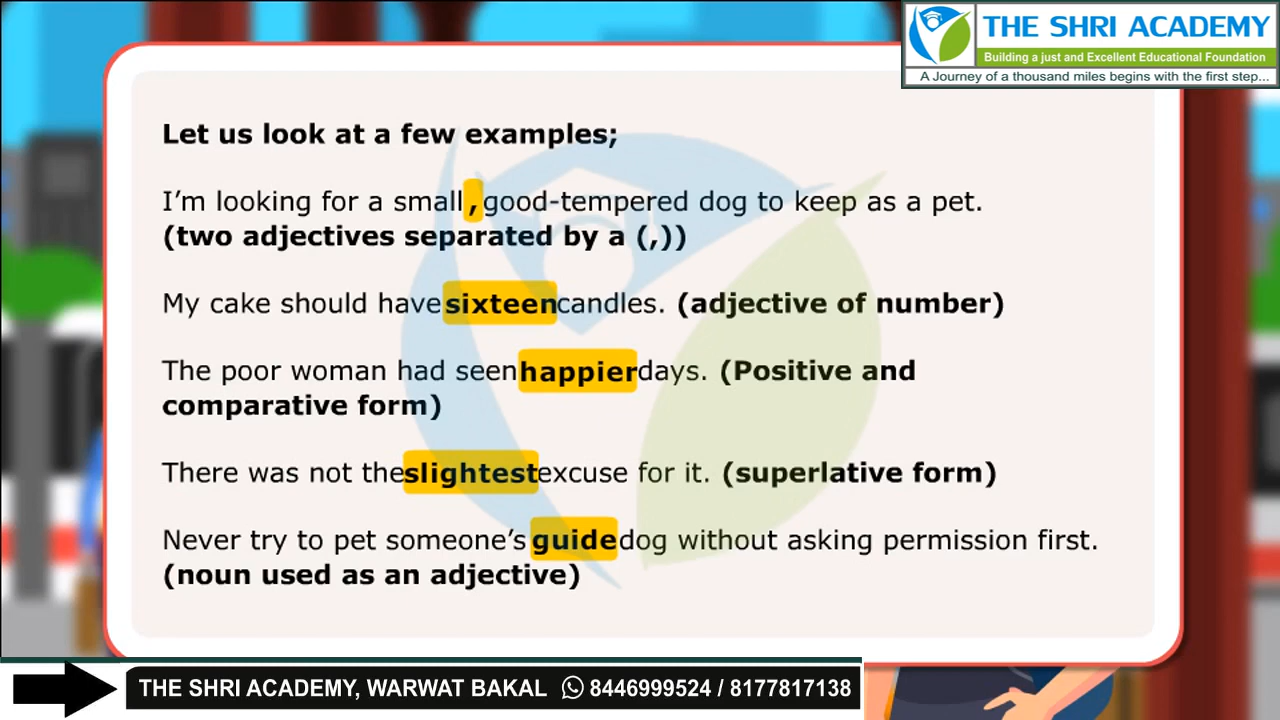 THE SHRI ACADEMY
Building a just and Excellent Educational Foundation
A Journey of a thousand miles begins with the first step...
Let us look at a few examples;
I’m looking for a small , good-tempered dog to keep as a pet.
(two adjectives separated by a (,))
My cake should have sixteen candles. (adjective of number)
The poor woman had seen happier days. (Positive and
comparative form)
There was not the slightest excuse for it. (superlative form)
Never try to pet someone’s guide dog without asking permission first.
(noun used as an adjective)
THE SHRI ACADEMY, WARWAT BAKAL 8446999524 / 8177817138